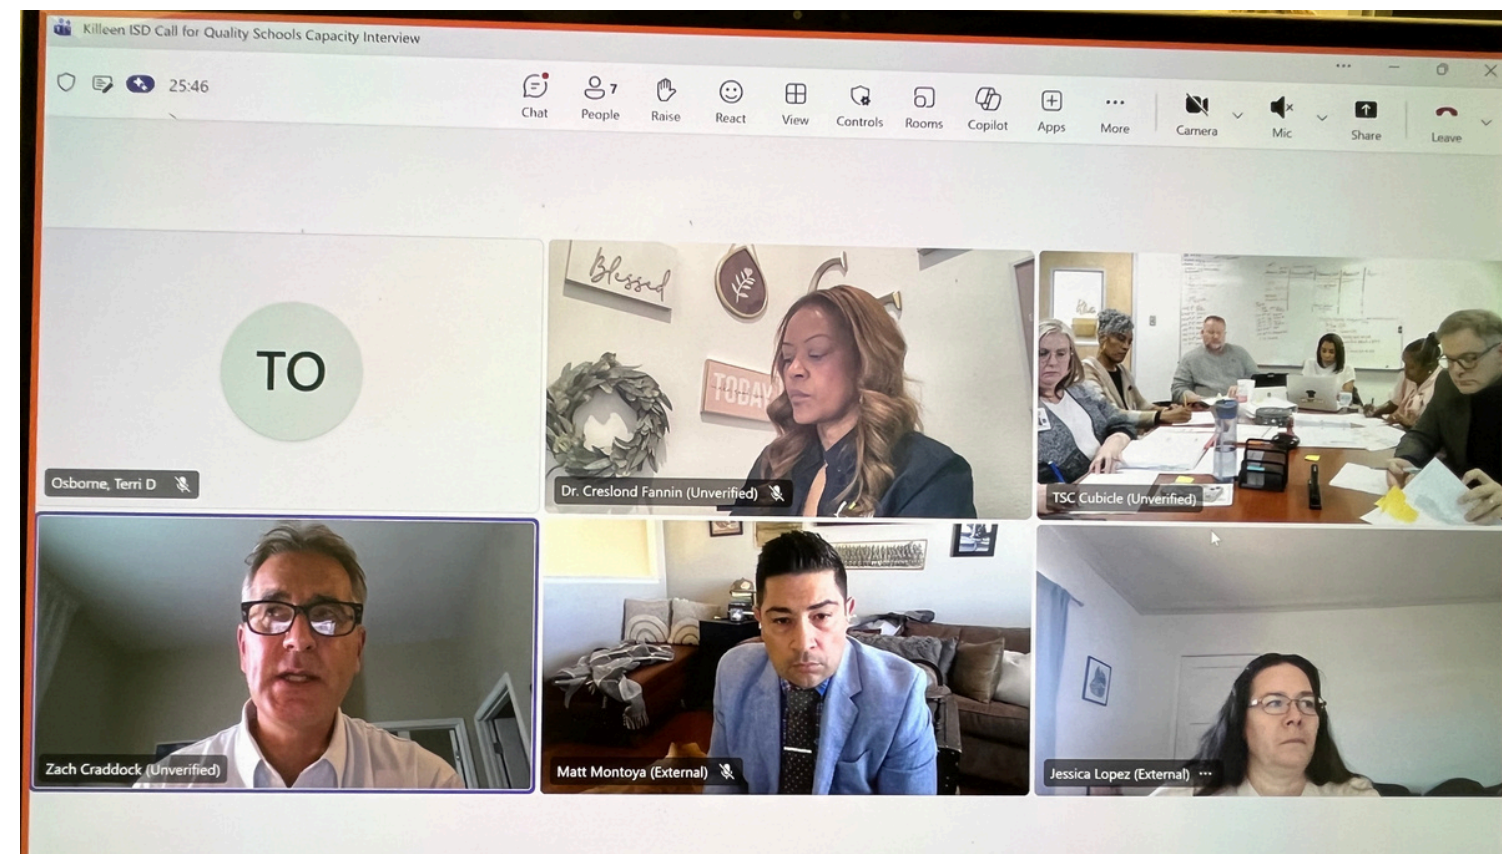 Killeen ISD Call for Quality Schools Capacity Interview
25:46
Chat
7
People
Raise
React
View
Controls
Rooms
Copilot
Apps
More
Camera
Mic
Share
Leave
Blessed
TODAY
TO
Osborne, Terri D
Dr. Creslond Fannin (Unverified)
TSC Cubicle (Unverified)
Zach Craddock (Unverified)
Matt Montoya (External)
Jessica Lopez (External)